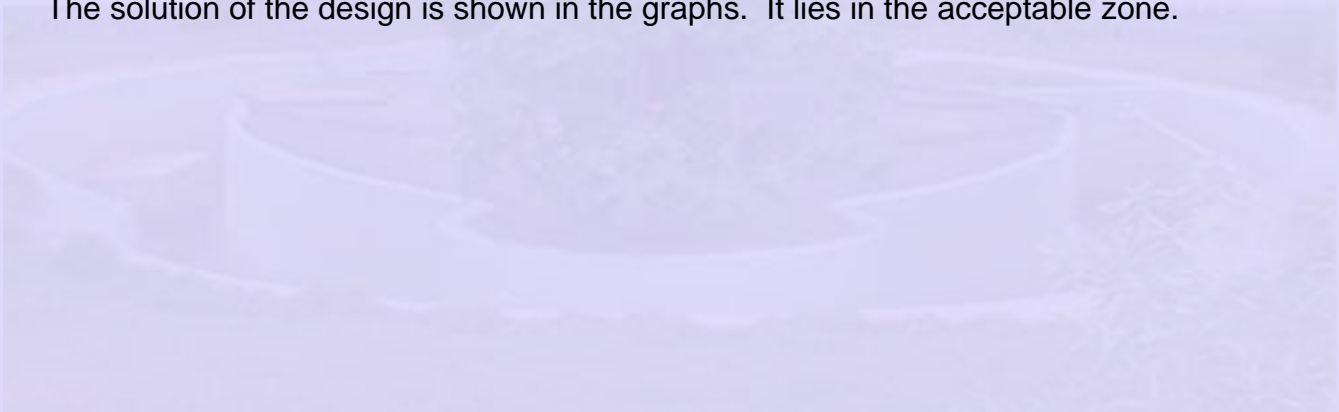 The solution of the design is shown in the graphs.  It lies in the acceptable zone.